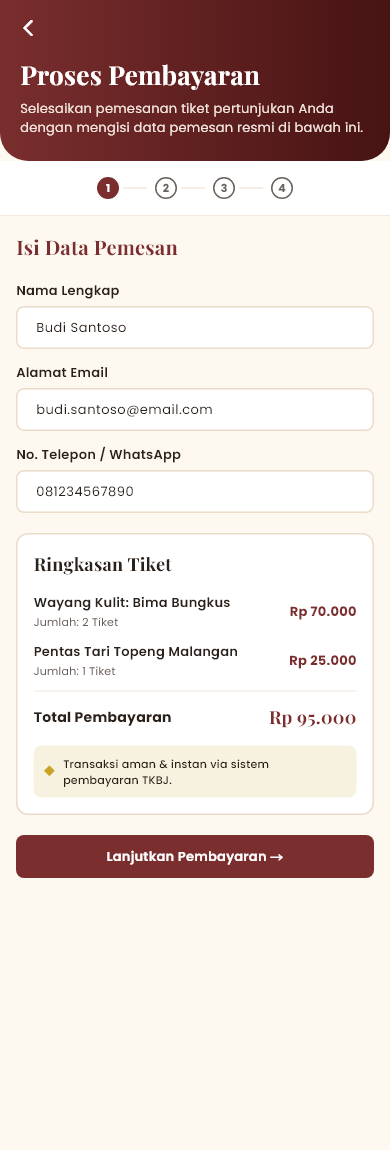 Proses Pembayaran
Selesaikan pemesanan tiket pertunjukan Anda
dengan mengisi data pemesan resmi di bawah ini.
1 2 3 4
Isi Data Pemesan
Nama Lengkap
Budi Santoso
Alamat Email
budi.santoso@email.com
No. Telepon / WhatsApp
081234567890
Ringkasan Tiket
Wayang Kulit: Bima Bungkus
Jumlah: 2 Tiket
Rp 70.000
Pentas Tari Topeng Malangan
Jumlah: 1 Tiket
Rp 25.000
Total Pembayaran Rp 95.000
Transaksi aman & instan via sistem
pembayaran TKBJ.
Lanjutkan Pembayaran →